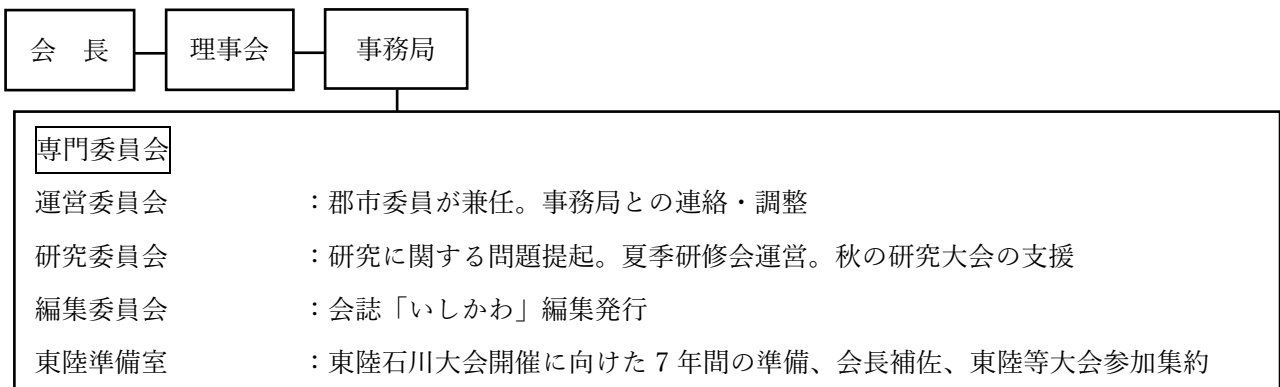 会　長
理事会
事務局
専門委員会
運営委員会　：郡市委員が兼任。事務局との連絡・調整
研究委員会　：研究に関する問題提起。夏季研修会運営。秋の研究大会の支援
編集委員会　：会誌「いしかわ」編集発行
東陸準備室　：東陸石川大会開催に向けた 7 年間の準備、会長補佐、東陸等大会参加集約